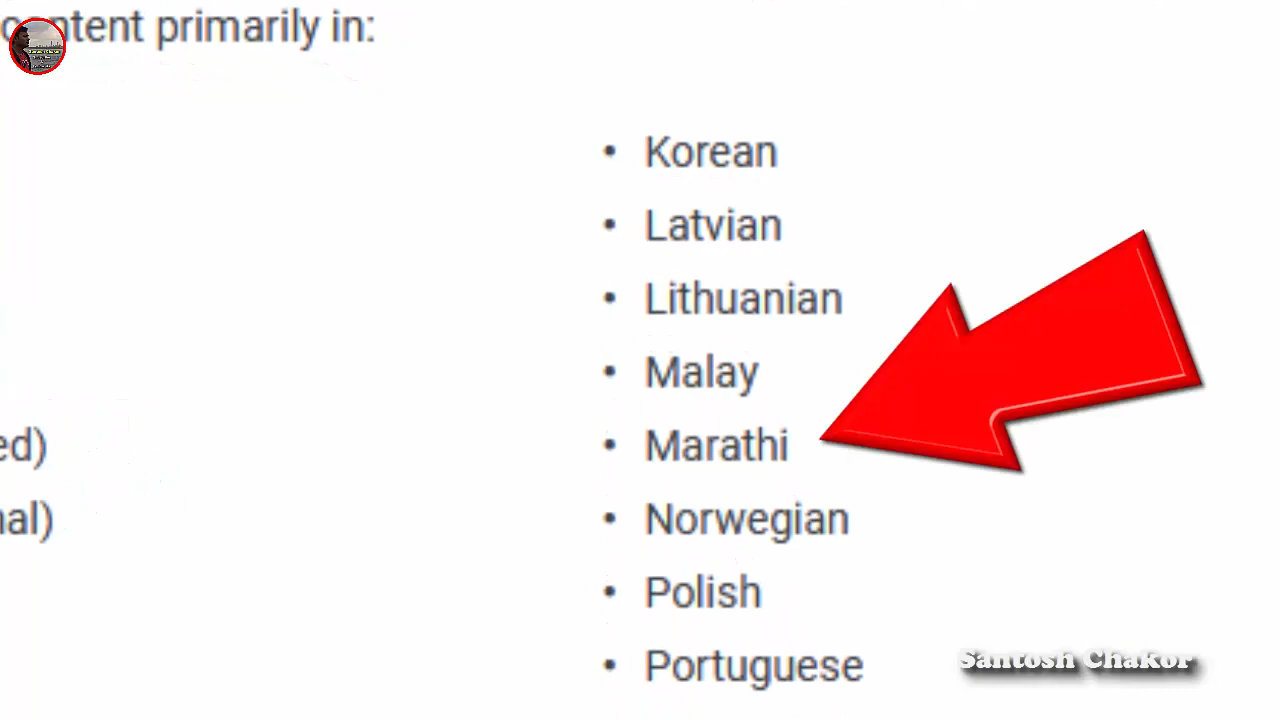 content primarily in:
• Korean
• Latvian
• Lithuanian
• Malay
ed)
• Marathi
nal)
• Norwegian
• Polish
• Portuguese
Santosh Chakor